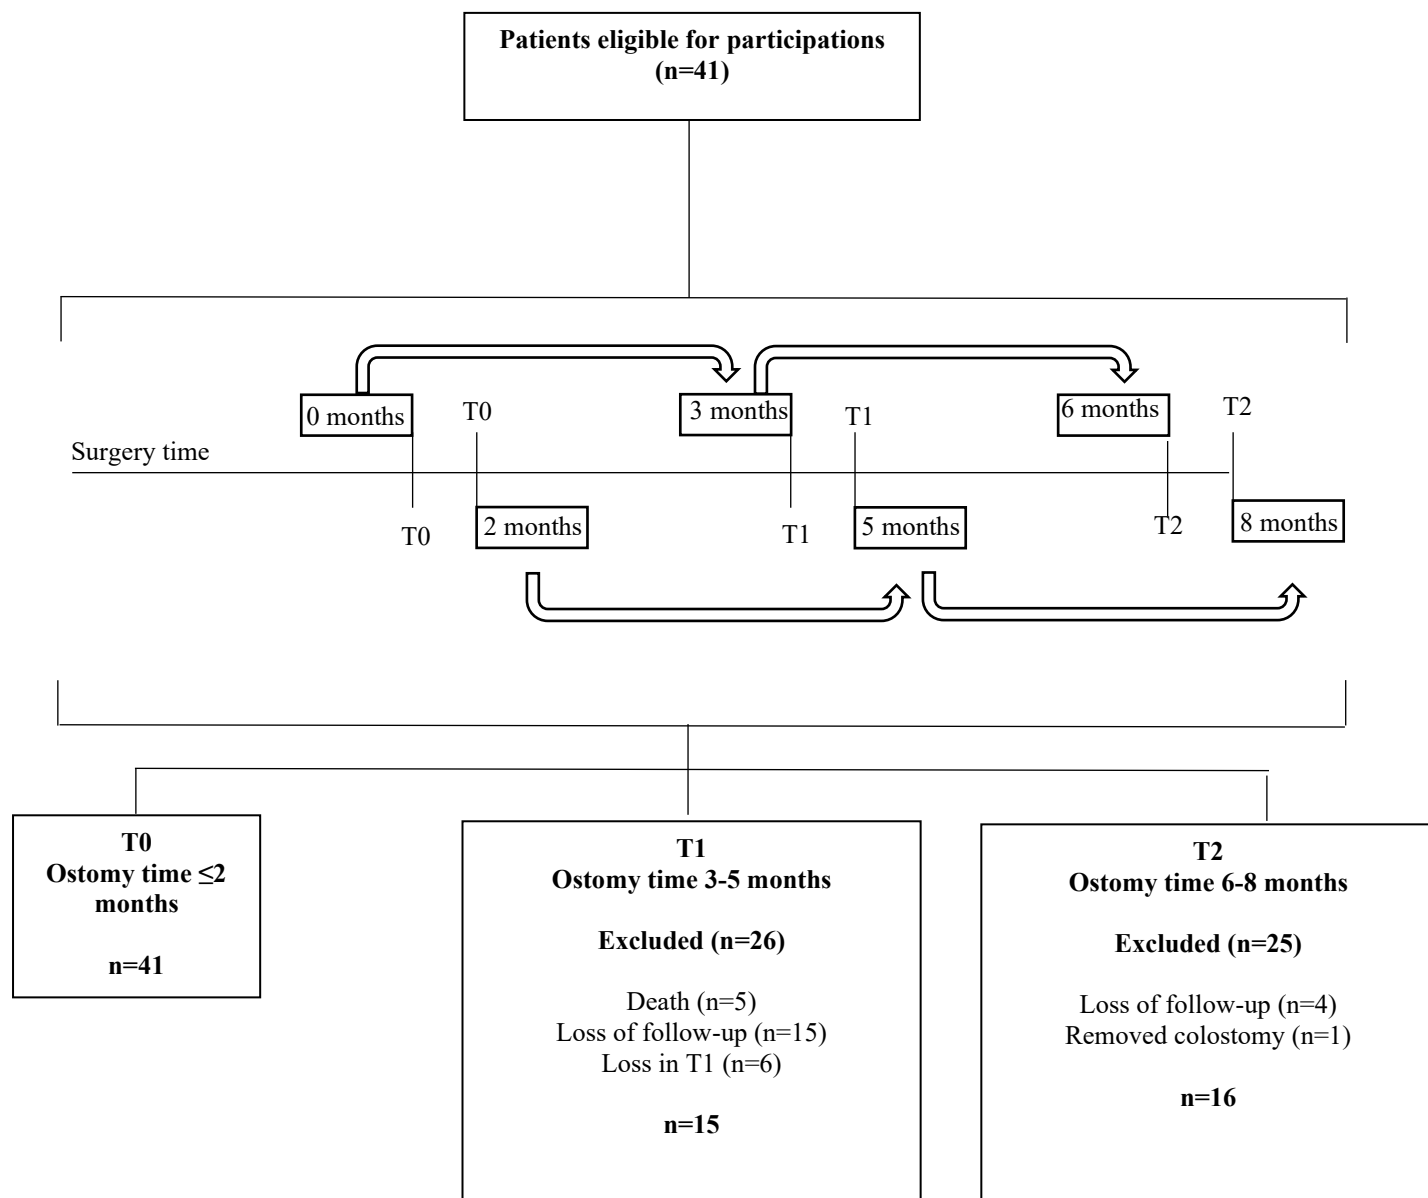 Patients eligible for participations
(n=41)
0 months
T0
3 months
T1
6 months
T2
Surgery time
T0
2 months
T1
5 months
T2
8 months
T0
Ostomy time ≤2
months
n=41
T1
Ostomy time 3-5 months
Excluded (n=26)
Death (n=5)
Loss of follow-up (n=15)
Loss in T1 (n=6)
n=15
T2
Ostomy time 6-8 months
Excluded (n=25)
Loss of follow-up (n=4)
Removed colostomy (n=1)
n=16